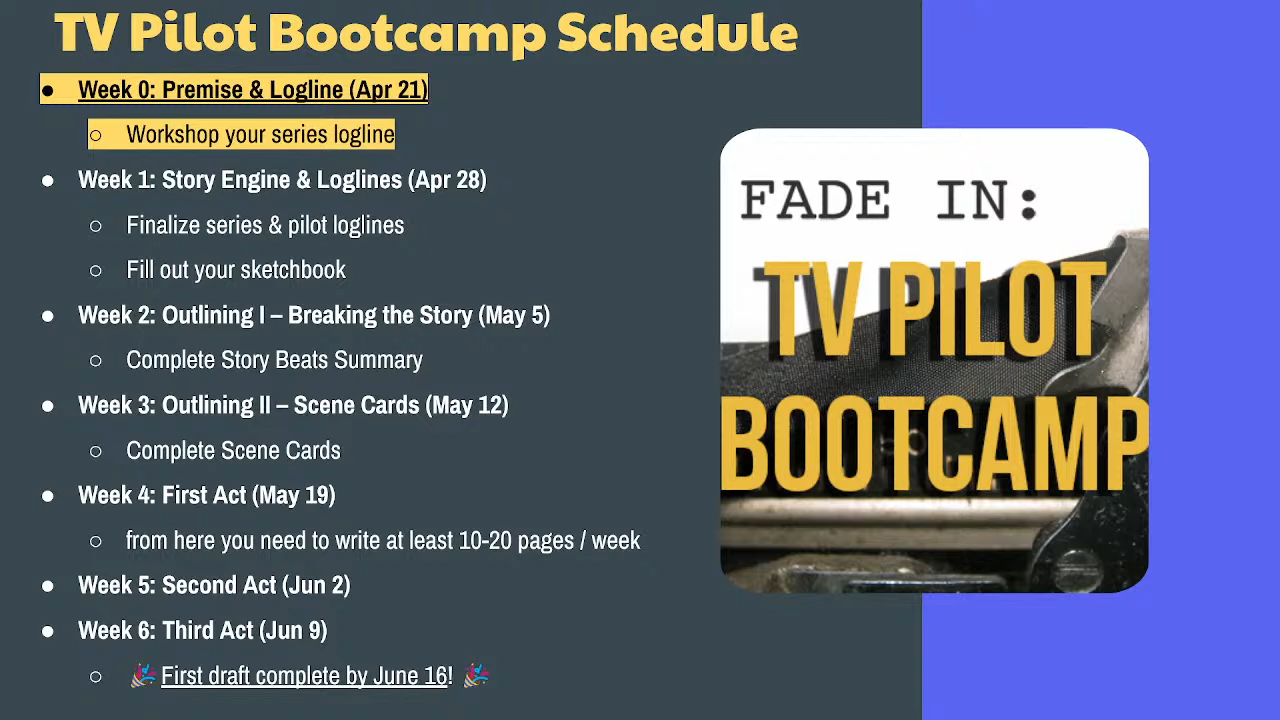 TV Pilot Bootcamp Schedule
● Week 0: Premise & Logline (Apr 21)
○ Workshop your series logline
● Week 1: Story Engine & Loglines (Apr 28)
○ Finalize series & pilot loglines
○ Fill out your sketchbook
● Week 2: Outlining I – Breaking the Story (May 5)
○ Complete Story Beats Summary
● Week 3: Outlining II – Scene Cards (May 12)
○ Complete Scene Cards
● Week 4: First Act (May 19)
○ from here you need to write at least 10-20 pages / week
● Week 5: Second Act (Jun 2)
● Week 6: Third Act (Jun 9)
○ 🎉 First draft complete by June 16! 🎉
FADE IN:
TV PILOT
BOOTCAMP